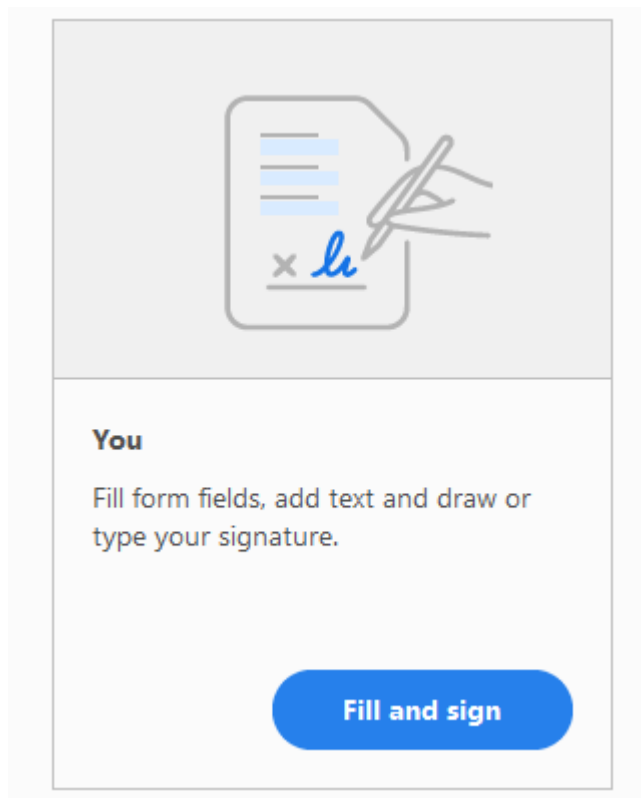 You
Fill form fields, add text and draw or
type your signature.
Fill and sign